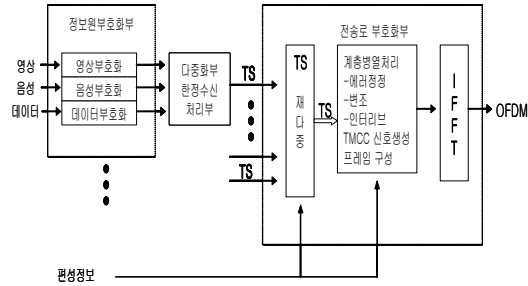 정보원부호화부
영상
음성
데이터
영상부호화
음성부호화
데이터부호화
다중화부
한정수신
처리부
TS
TS
전송로 부호화부
TS
재
다
중
TS
계층병열처리
-에러정정
-변조
-인터리브
TMCC 신호생성
프레임 구성
I
F
F
T
OFDM
편성정보